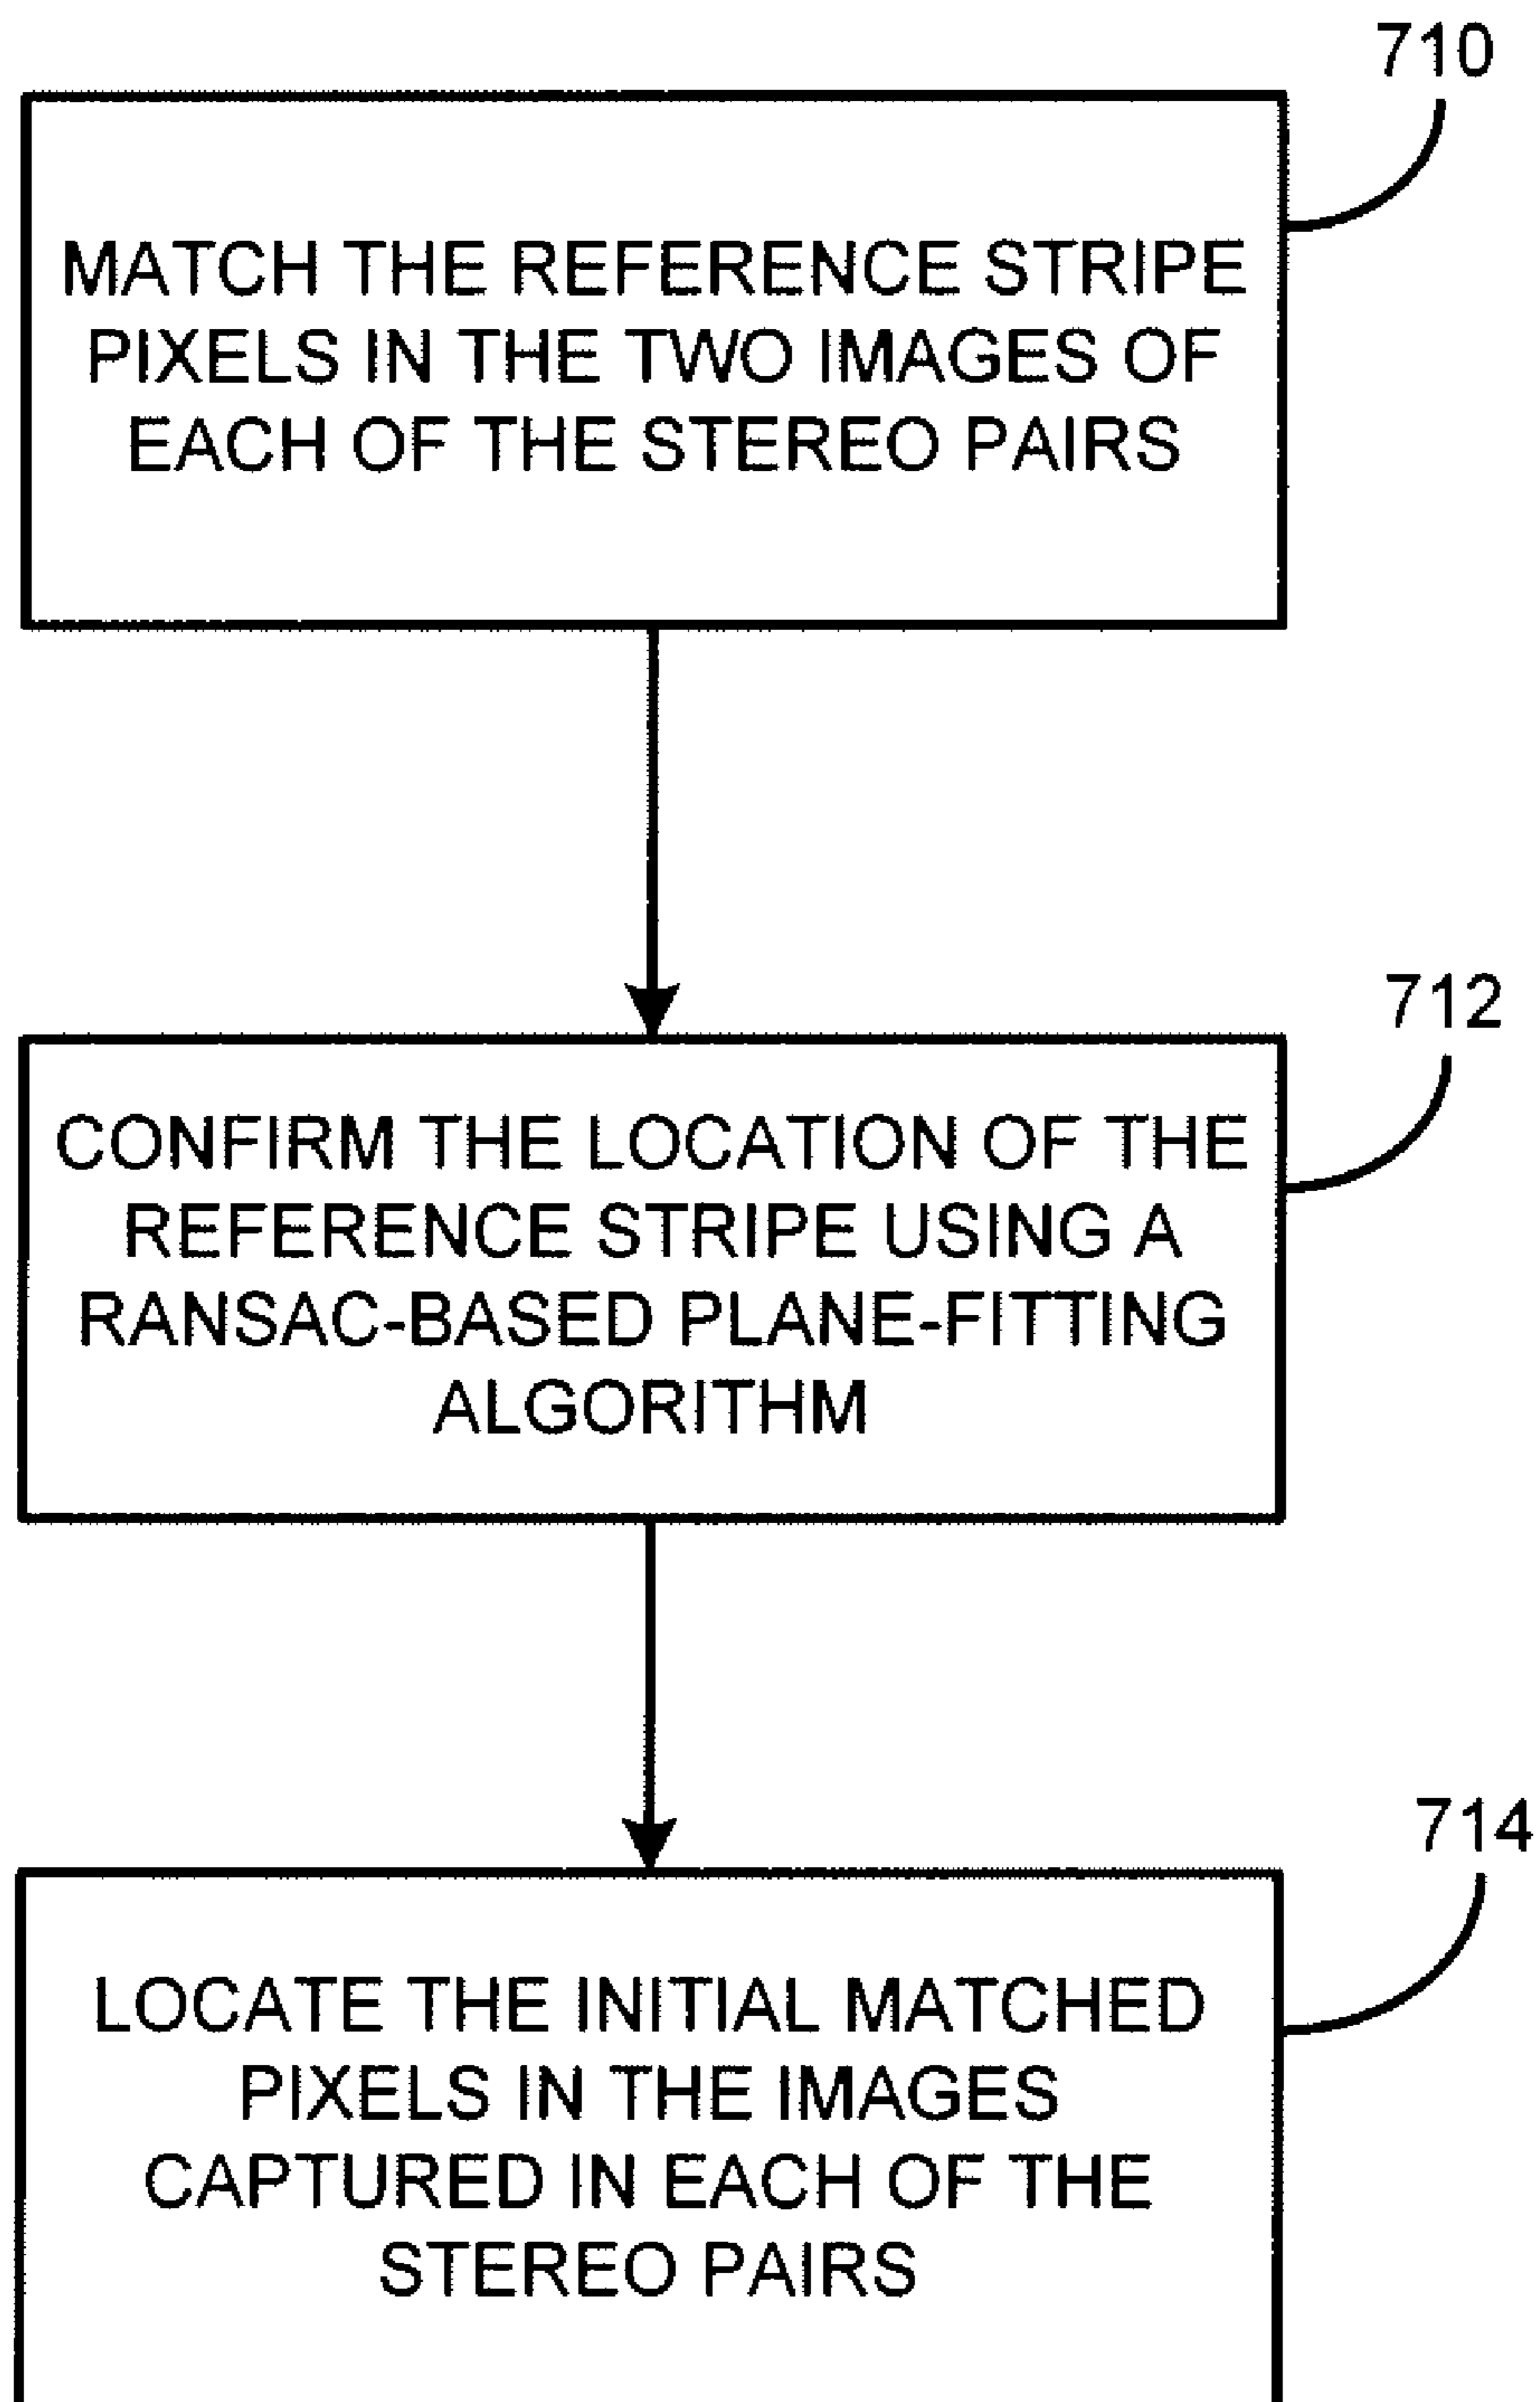 710
MATCH THE REFERENCE STRIPE
PIXELS IN THE TWO IMAGES OF
EACH OF THE STEREO PAIRS
712
CONFIRM THE LOCATION OF THE
REFERENCE STRIPE USING A
RANSAC-BASED PLANE-FITTING
ALGORITHM
714
LOCATE THE INITIAL MATCHED
PIXELS IN THE IMAGES
CAPTURED IN EACH OF THE
STEREO PAIRS